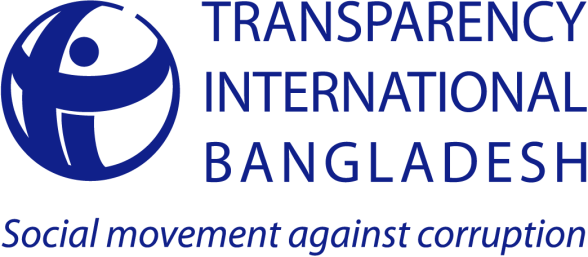 TRANSPARENCY
INTERNATIONAL
BANGLADESH
Social movement against corruption